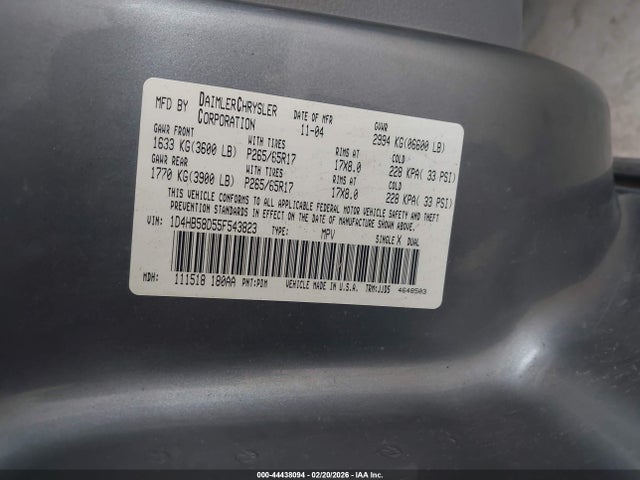 MFD BY DAIMLERCHRYSLER CORPORATION DATE OF MFR 11-04 GVWR 2994 KG(06600 LB)
GAWR FRONT WITH TIRES RIMS AT COLD
1633 KG(3600 LB) P265/65R17 17X8.0 228 KPA( 33 PSI)
GAWR REAR WITH TIRES RIMS AT COLD
1770 KG(3900 LB) P265/65R17 17X8.0 228 KPA( 33 PSI)
THIS VEHICLE CONFORMS TO ALL APPLICABLE FEDERAL MOTOR VEHICLE SAFETY AND THEFT
PREVENTION STANDARDS IN EFFECT ON THE DATE OF MANUFACTURE SHOWN ABOVE.
VIN: 1D4HB58D55F543823 TYPE: MPV SINGLE X DUAL
MDH: 111518 180AA PNT:PDM VEHICLE MADE IN U.S.A. TRM:JJD5 4648503
000-44438094 | 02/20/2026 | IAA Inc.